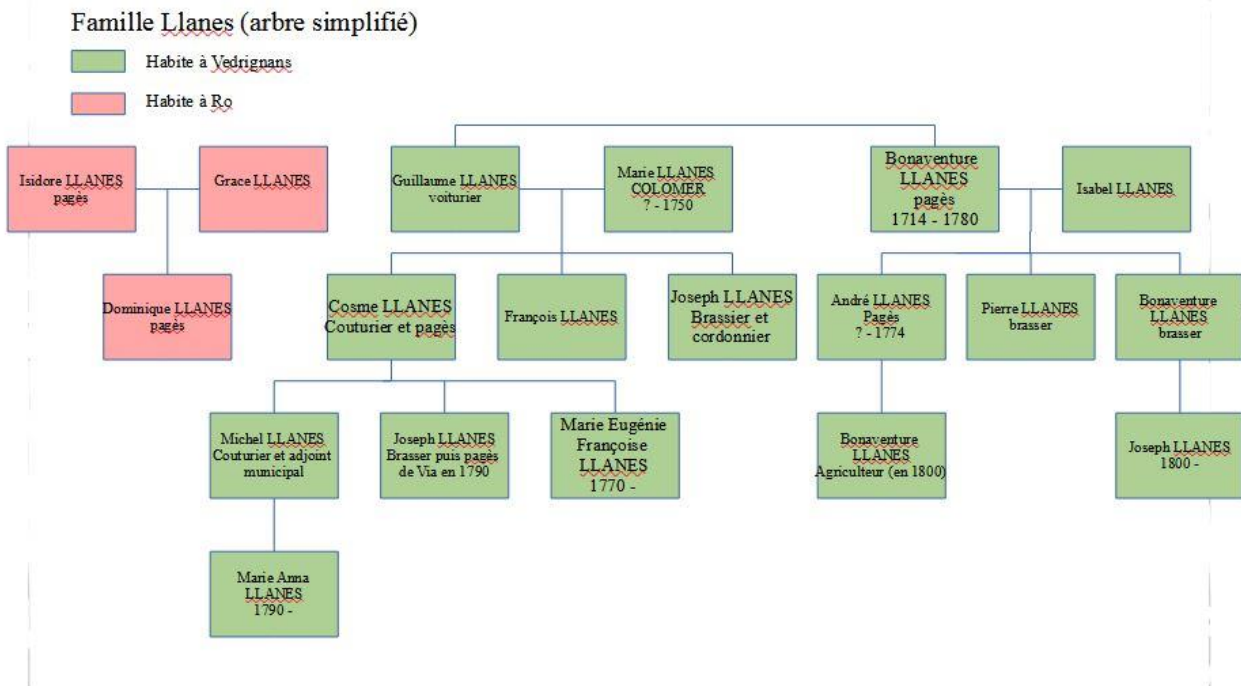 Famille Llanes (arbre simplifié)
Habite à Vedrignans
Habite à Ro
Isidore LLANES
pagès
Grace LLANES
Guillaume LLANES
voiturier
Marie LLANES
COLOMER
? - 1750
Bonaventure
LLANES
pagès
1714 - 1780
Isabel LLANES
Dominique LLANES
pagès
Cosme LLANES
Couturier et pagès
François LLANES
Joseph LLANES
Brassier et
cordonnier
André LLANES
Pagès
? - 1774
Pierre LLANES
brasser
Bonaventure
LLANES
brasser
Michel LLANES
Couturier et adjoint
municipal
Joseph LLANES
Brasser puis pagès
de Via en 1790
Marie Eugénie
Françoise
LLANES
1770 -
Bonaventure
LLANES
Agriculteur (en 1800)
Joseph LLANES
1800 -
Marie Anna
LLANES
1790 -